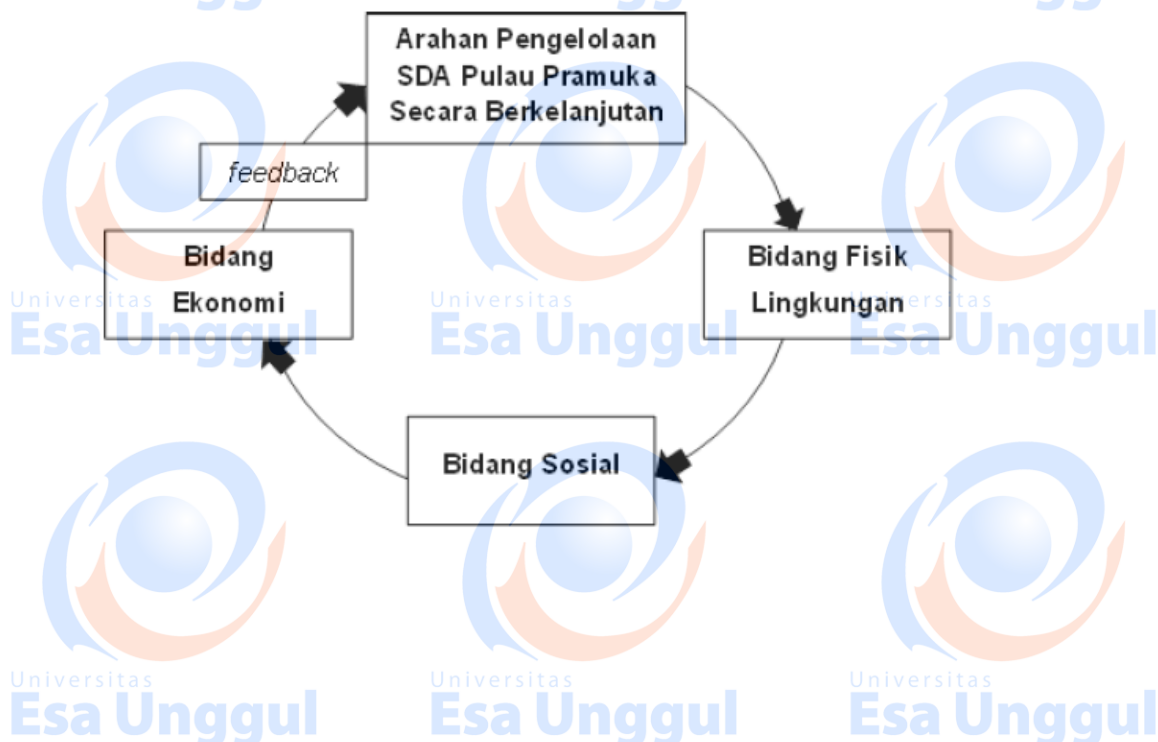 Arahan Pengelolaan
SDA Pulau Pramuka
Secara Berkelanjutan
feedback
Bidang
Ekonomi
Bidang Fisik
Lingkungan
Bidang Sosial
Universitas
Esa Unggul
Universitas
Esa Unggul
Universitas
Esa Unggul
Universitas
Esa Unggul
Universitas
Esa Unggul
Universitas
Esa Unggul